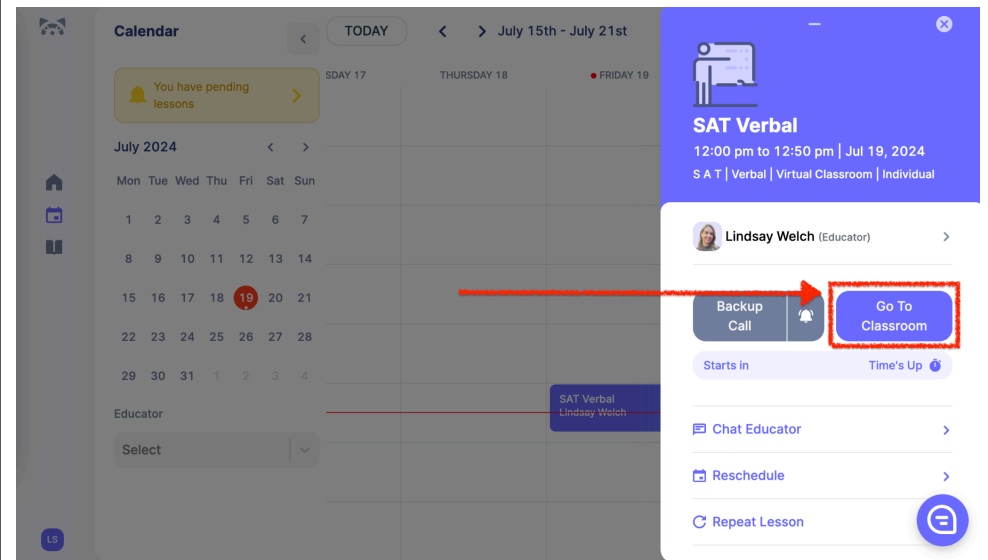 Calendar
TODAY
July 15th - July 21st
You have pending
lessons
SDAY 17
THURSDAY 18
FRIDAY 19
July 2024
Mon Tue Wed Thu Fri Sat Sun
1 2 3 4 5 6 7
8 9 10 11 12 13 14
15 16 17 18 19 20 21
22 23 24 25 26 27 28
29 30 31 1 2 3 4
Educator
Select
SAT Verbal
Lindsay Welch
LS
SAT Verbal
12:00 pm to 12:50 pm | Jul 19, 2024
S A T | Verbal | Virtual Classroom | Individual
Lindsay Welch (Educator)
Backup
Call
Go To
Classroom
Starts in
Time's Up
Chat Educator
Reschedule
Repeat Lesson